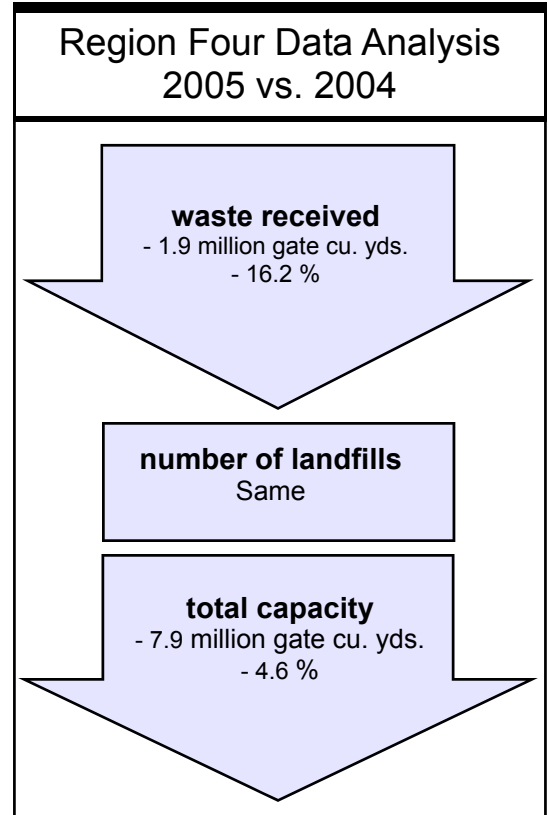 Region Four Data Analysis
2005 vs. 2004
waste received
- 1.9 million gate cu. yds.
- 16.2 %
number of landfills
Same
total capacity
- 7.9 million gate cu. yds.
- 4.6 %